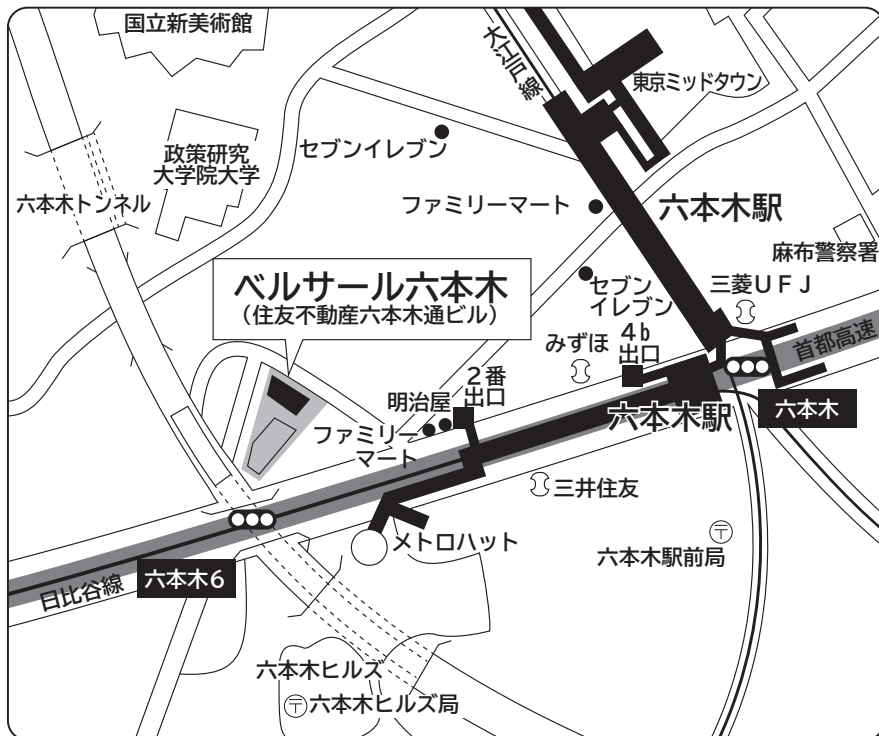 国立新美術館
大江戸線
東京ミッドタウン
政策研究
大学院大学
セブンイレブン
六本木トンネル
ファミリーマート
六本木駅
麻布警察署
ベルサール六本木
(住友不動産六本木通ビル)
セブン
イレブン
三菱UFJ
みずほ
4b
出口
首都高速
2番
出口
明治屋
ファミリー
マート
六本木駅
六本木
三井住友
メトロハット
〒
六本木駅前局
日比谷線
六本木6
六本木ヒルズ
〒六本木ヒルズ局